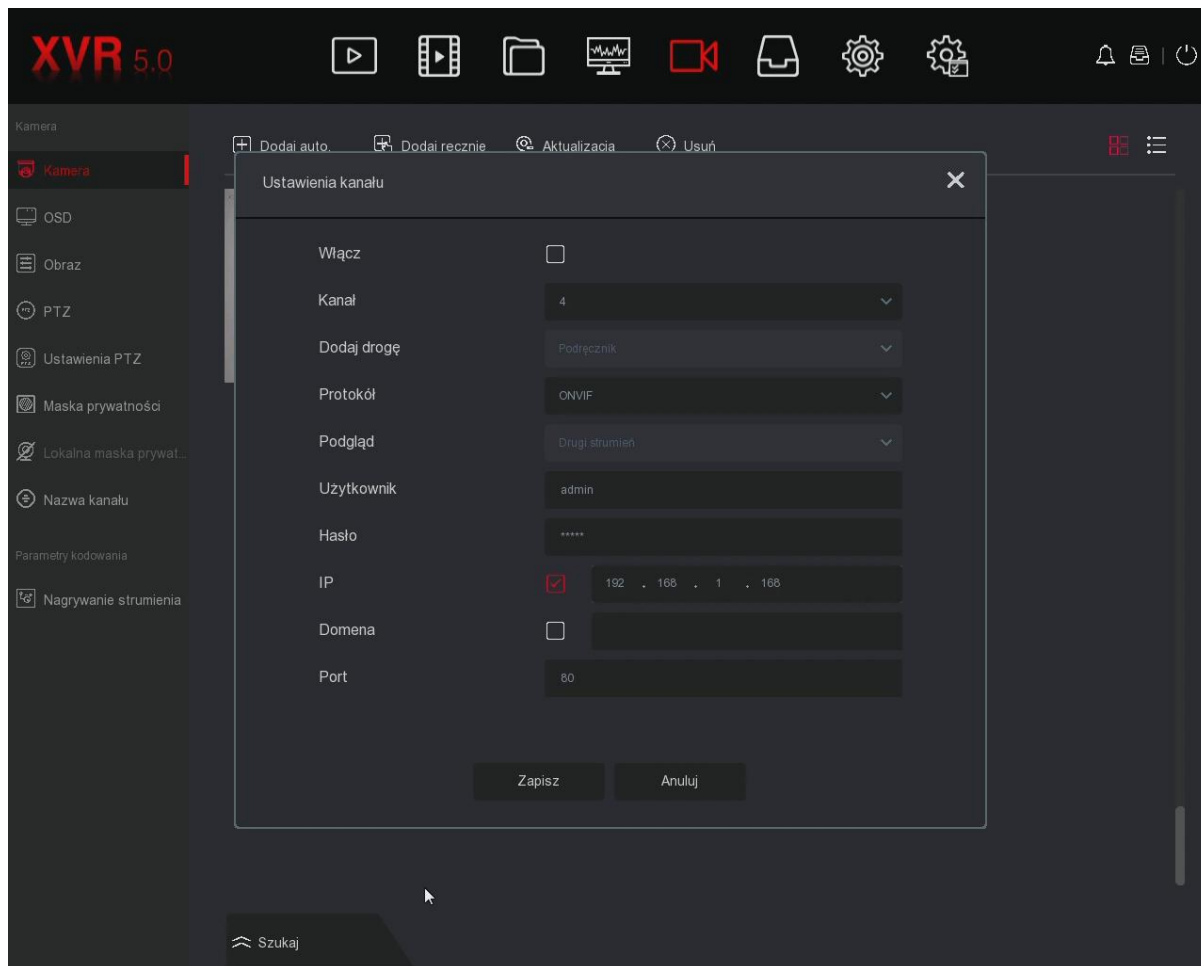 XVR 5.0
Kamera
Dodaj auto. Dodaj recznie Aktualizacja Usuń
Kamera
Ustawienia kanału
OSD
Włącz
Obraz
Kanał 4
PTZ
Dodaj drogę Podręcznik
Ustawienia PTZ
Protokół ONVIF
Maska prywatności
Podgląd Drugi strumień
Lokalna maska prywat...
Użytkownik admin
Nazwa kanału
Hasło *****
Parametry kodowania
IP 192 . 168 . 1 . 168
Nagrywanie strumienia
Domena
Port 80
Zapisz Anuluj
Szukaj